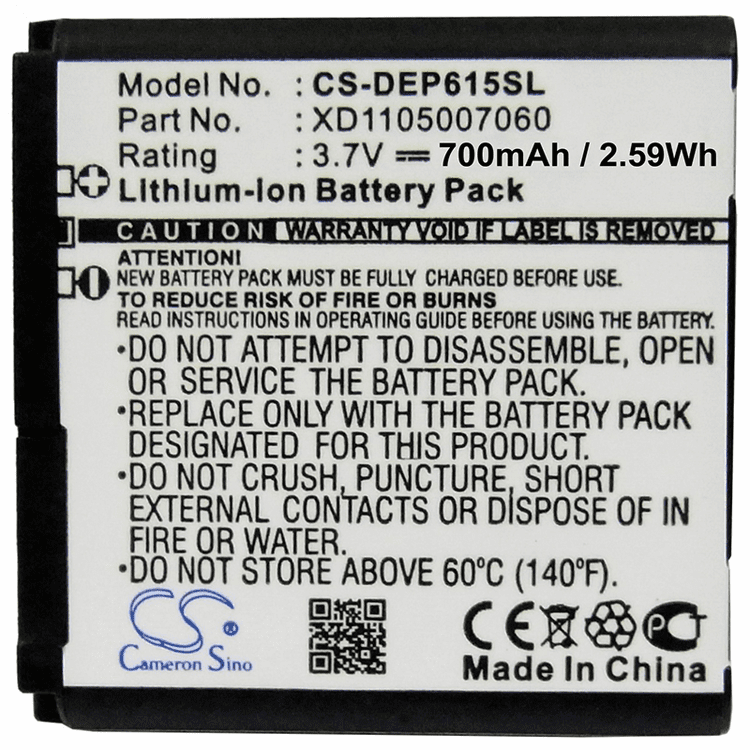 Model No. : CS-DEP615SL
Part No. : XD1105007060
Rating : 3.7V 700mAh / 2.59Wh
Lithium-Ion Battery Pack
CAUTION WARRANTY VOID IF LABEL IS REMOVED
ATTENTION!
NEW BATTERY PACK MUST BE FULLY CHARGED BEFORE USE.
TO REDUCE RISK OF FIRE OR BURNS
READ INSTRUCTIONS IN OPERATING GUIDE BEFORE USING THE BATTERY.
·DO NOT ATTEMPT TO DISASSEMBLE, OPEN
OR SERVICE THE BATTERY PACK.
·REPLACE ONLY WITH THE BATTERY PACK
DESIGNATED FOR THIS PRODUCT.
·DO NOT CRUSH, PUNCTURE, SHORT
EXTERNAL CONTACTS OR DISPOSE OF IN
FIRE OR WATER.
·DO NOT STORE ABOVE 60°C (140°F).
CS ®
Cameron Sino
CE PCT
Made in China